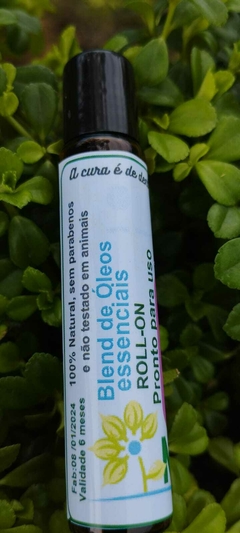 A cura é de
100% Natural, sem parabenos
e não testado em animais
Blend de Óleos
essenciais
ROLL-ON
Pronto para uso
Fab:08/01/2024
Validade 6 meses